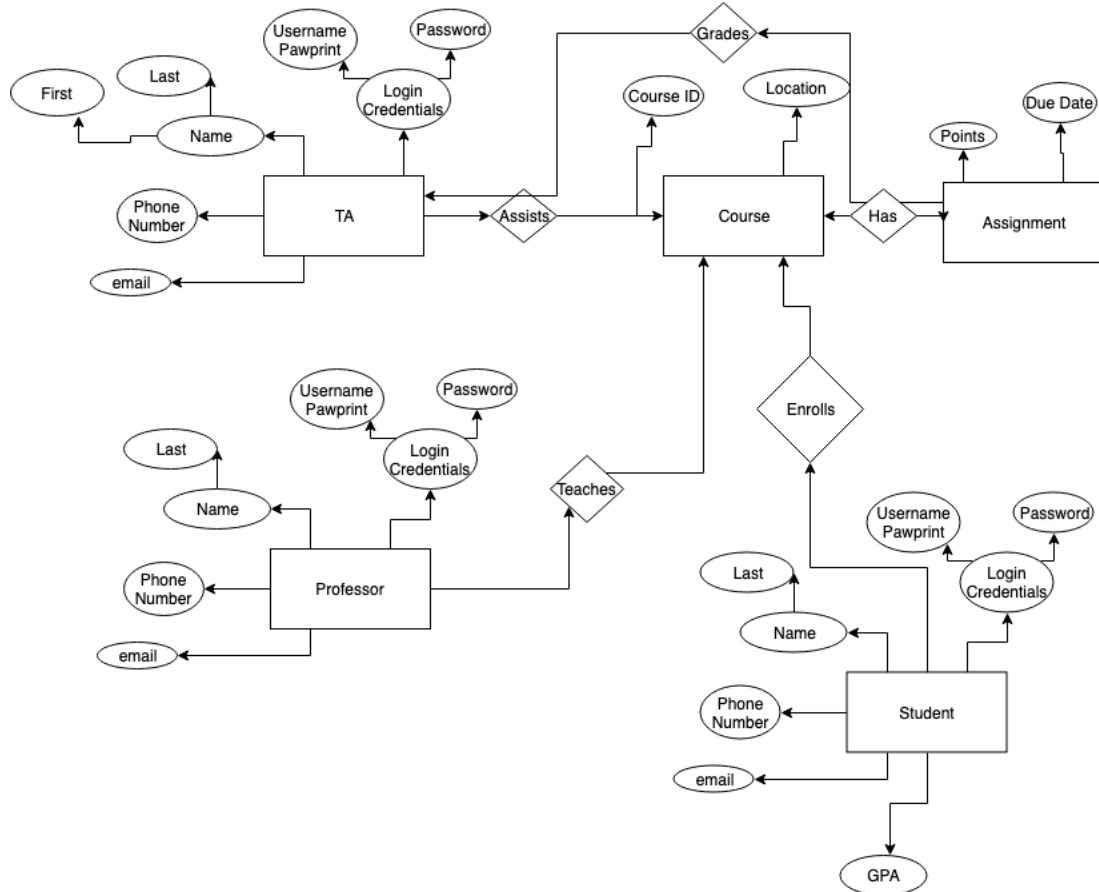 Grades
Username
Pawprint
Password
Last
First
Name
Login
Credentials
Course ID
Location
Due Date
Points
Phone
Number
TA
Assists
Course
Has
Assignment
email
Username
Pawprint
Password
Last
Login
Credentials
Name
Teaches
Enrolls
Phone
Number
Professor
email
Username
Pawprint
Password
Last
Login
Credentials
Name
Phone
Number
Student
email
GPA